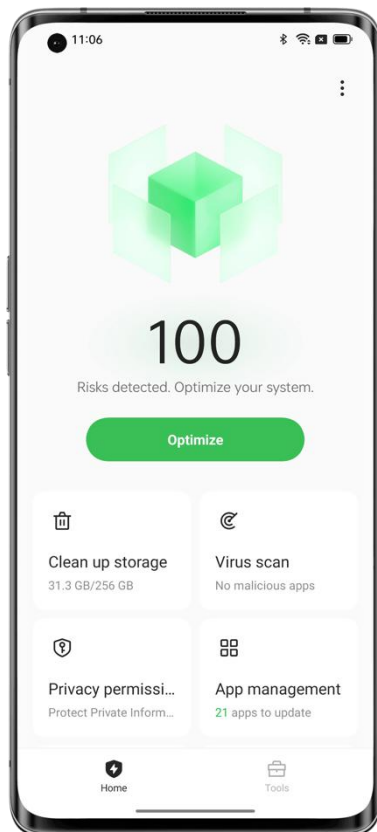 11:06
100
Risks detected. Optimize your system.
Optimize
Clean up storage
31.3 GB/256 GB
Virus scan
No malicious apps
Privacy permissi...
Protect Private Inform...
App management
21 apps to update
Home
Tools